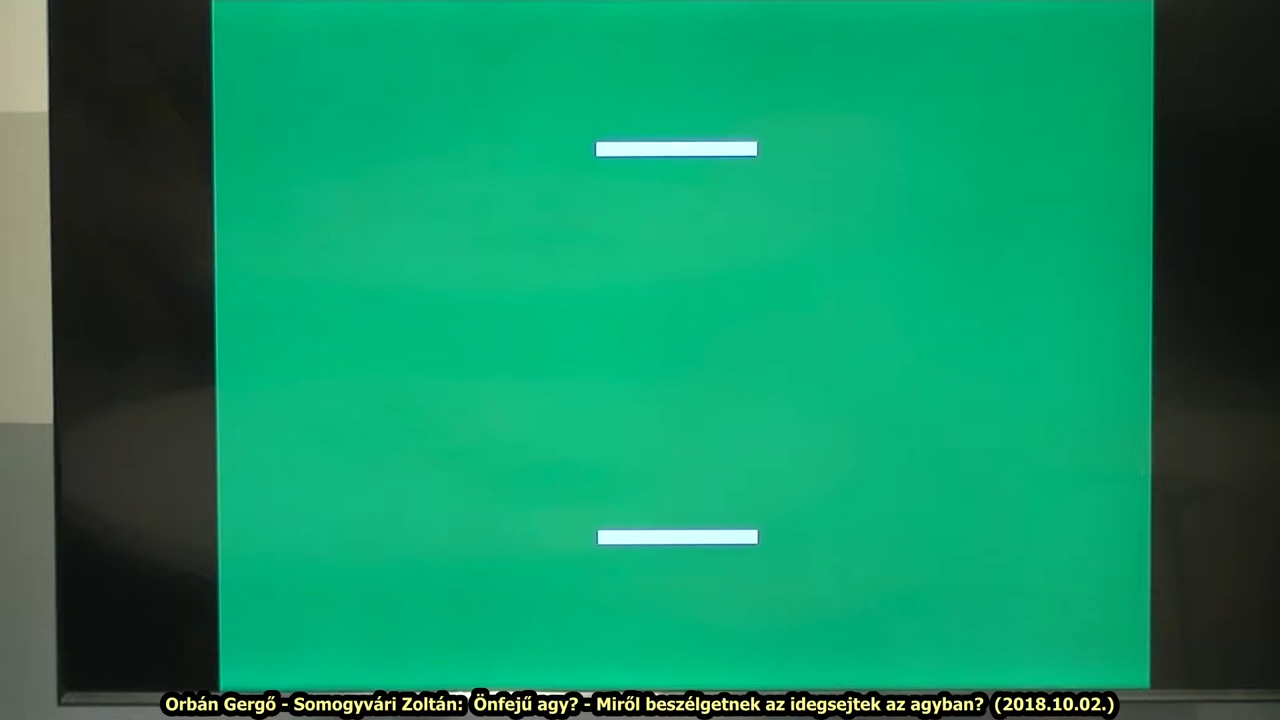 Orbán Gergő - Somogyvári Zoltán: Önfejű agy? - Miről beszélgetnek az idegsejtek az agyban? (2018.10.02.)